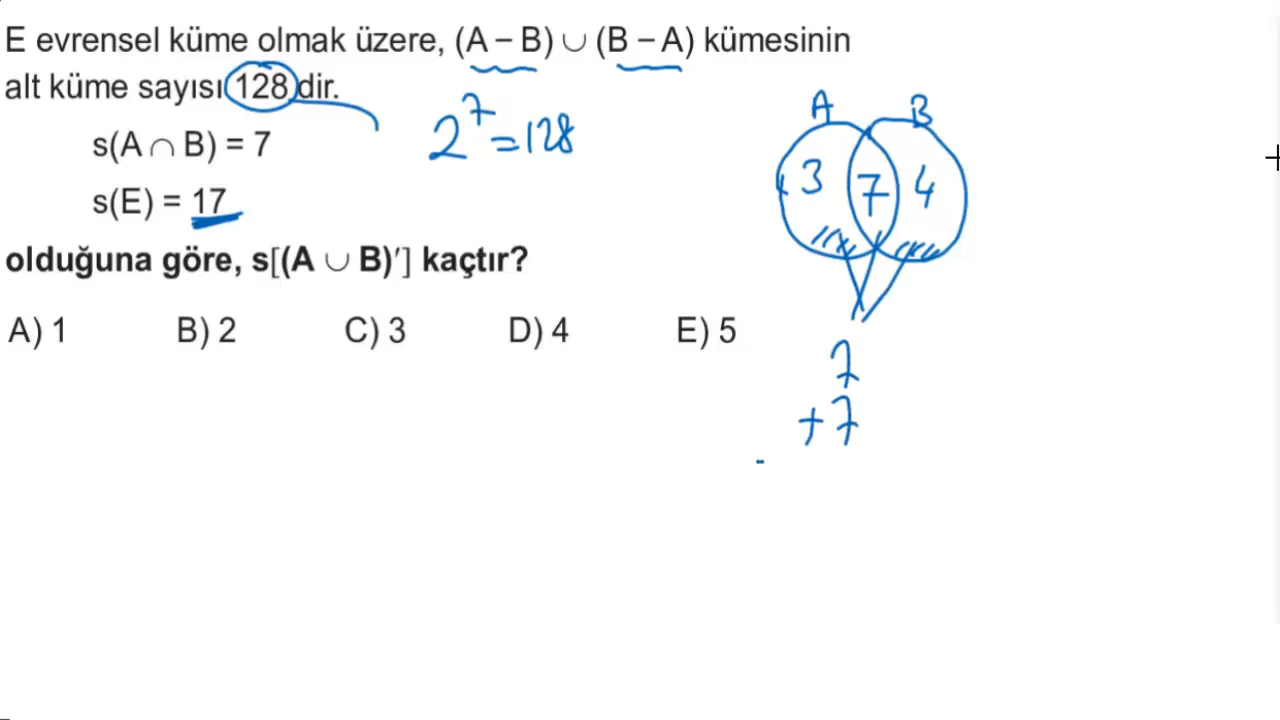 E evrensel küme olmak üzere, (A – B) ∪ (B – A) kümesinin
alt küme sayısı 128 dir.
2⁷ = 128
s(A ∩ B) = 7
s(E) = 17
olduğuna göre, s[(A ∪ B)′] kaçtır?
A) 1 B) 2 C) 3 D) 4 E) 5
A B
3 7 4
7
+7